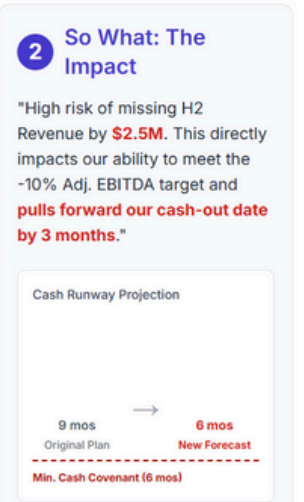 2
So What: The
Impact
"High risk of missing H2
Revenue by $2.5M. This directly
impacts our ability to meet the
-10% Adj. EBITDA target and
pulls forward our cash-out date
by 3 months."
Cash Runway Projection
9 mos → 6 mos
Original Plan New Forecast
Min. Cash Covenant (6 mos)